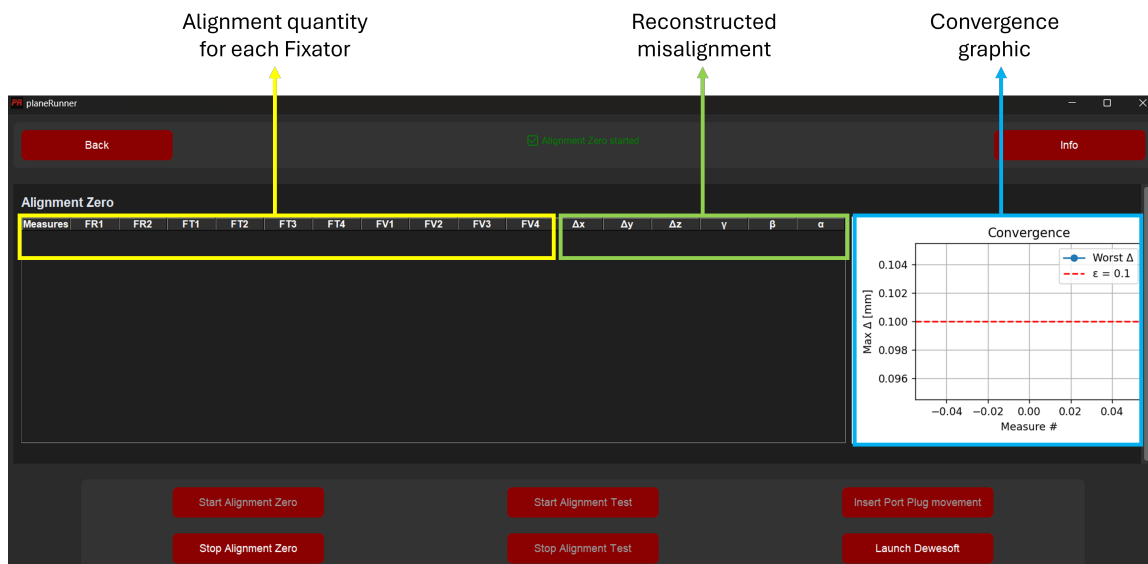 Alignment quantity
for each Fixator
Reconstructed
misalignment
Convergence
graphic
PR planeRunner
Back
Alignment Zero started
Info
Alignment Zero
Measures FR1 FR2 FT1 FT2 FT3 FT4 FV1 FV2 FV3 FV4 Δx Δy Δz γ β α
Convergence
Worst Δ
ε = 0.1
Max Δ [mm]
0.104
0.102
0.100
0.098
0.096
−0.04 −0.02 0.00 0.02 0.04
Measure #
Start Alignment Zero
Start Alignment Test
Insert Port Plug movement
Stop Alignment Zero
Stop Alignment Test
Launch Dewesoft